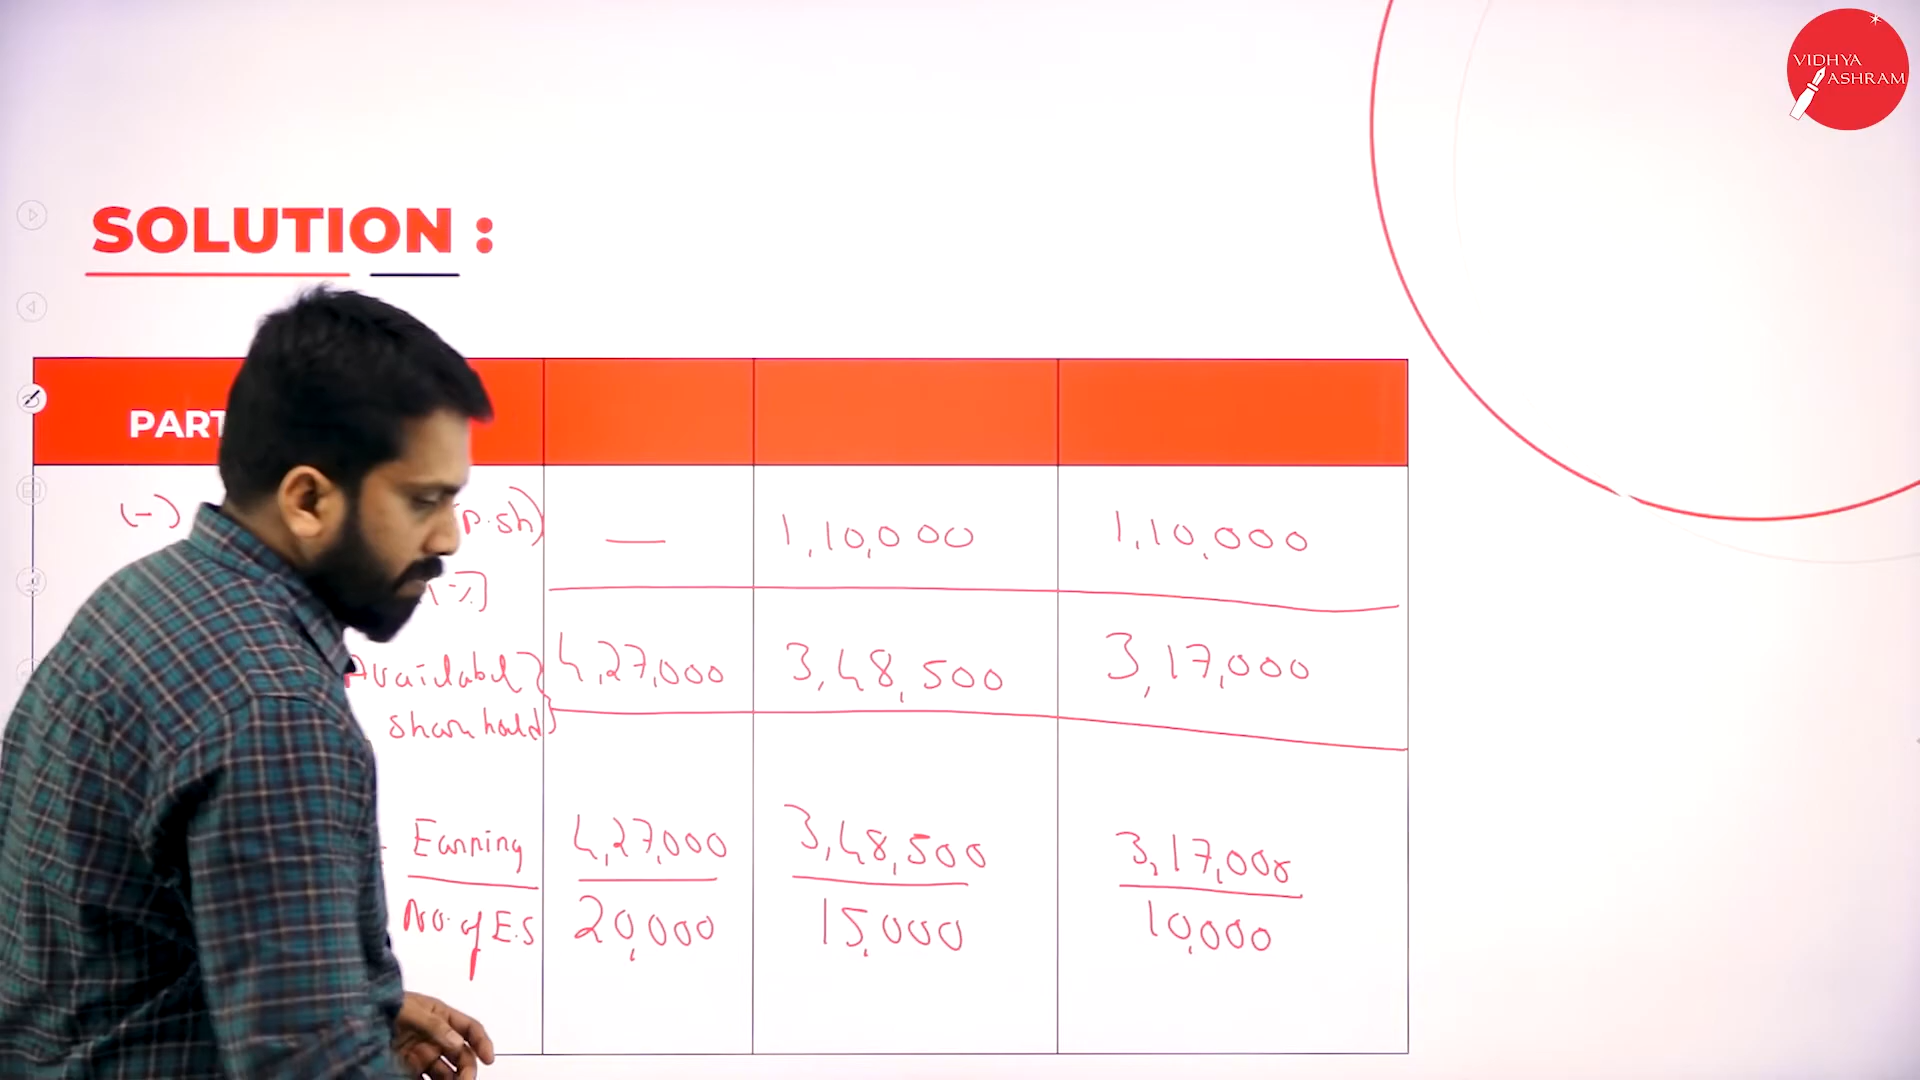 VIDHYA
ASHRAM
SOLUTION :
PART
(-) (P.sh) — 1,10,000 1,10,000
4,27,000 3,48,500 3,17,000
Earning 4,27,000 3,48,500 3,17,000
No. of E.S 20,000 15,000 10,000